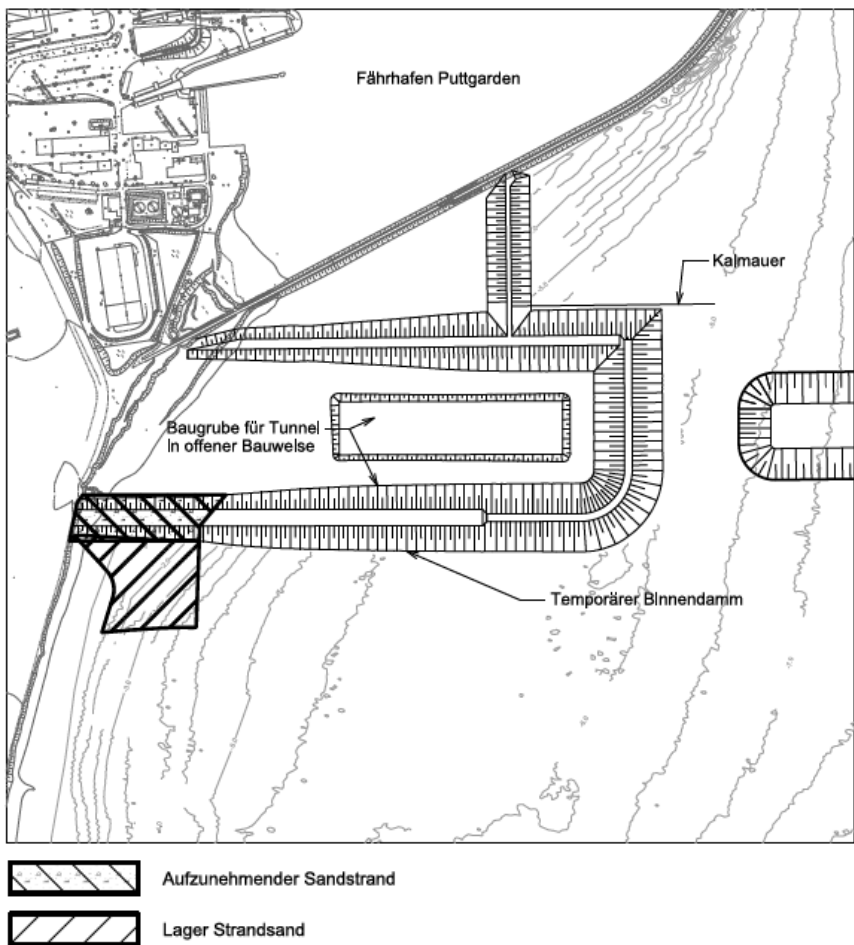 Fährhafen Puttgarden
Kaimauer
Baugrube für Tunnel
in offener Bauweise
Temporärer Binnendamm
Aufzunehmender Sandstrand
Lager Strandsand